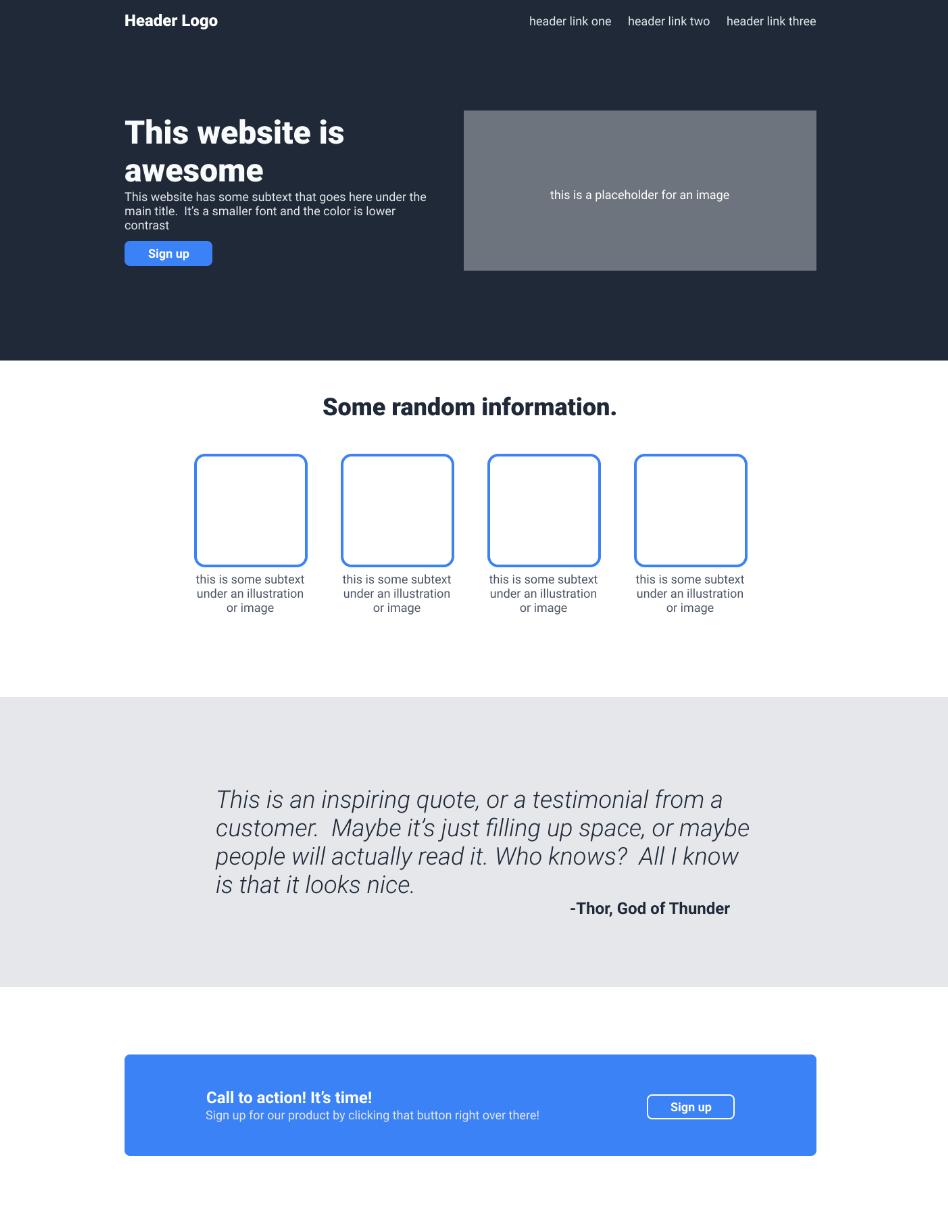 Header Logo
header link one
header link two
header link three
This website is
awesome
This website has some subtext that goes here under the
main title.  It's a smaller font and the color is lower
contrast
Sign up
this is a placeholder for an image
Some random information.
this is some subtext
under an illustration
or image
this is some subtext
under an illustration
or image
this is some subtext
under an illustration
or image
this is some subtext
under an illustration
or image
This is an inspiring quote, or a testimonial from a
customer.  Maybe it’s just filling up space, or maybe
people will actually read it. Who knows?  All I know
is that it looks nice.
-Thor, God of Thunder
Call to action! It’s time!
Sign up for our product by clicking that button right over there!
Sign up